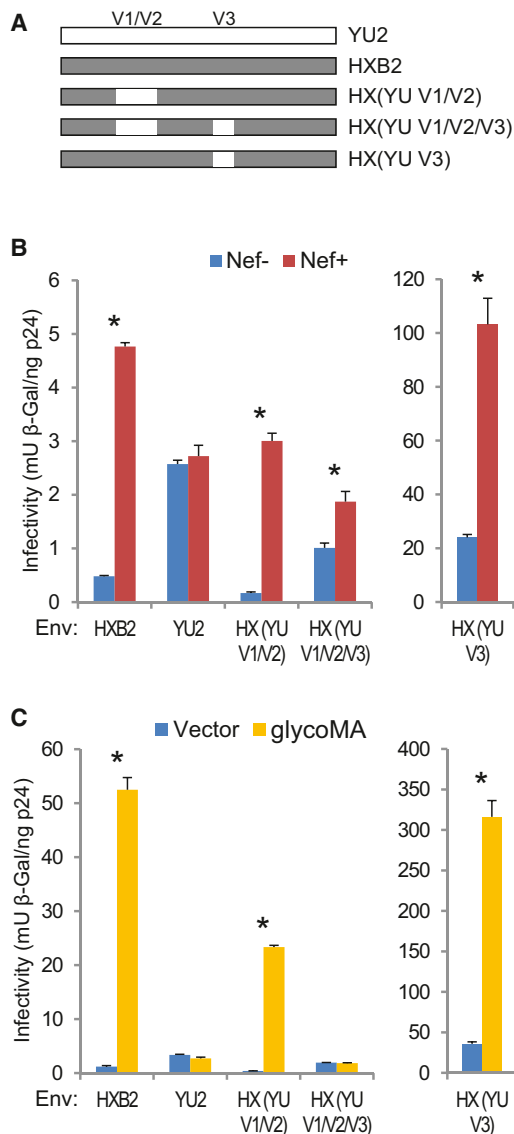 A
V1/V2 V3
YU2
HXB2
HX(YU V1/V2)
HX(YU V1/V2/V3)
HX(YU V3)
B
Nef- Nef+
Infectivity (mU β-Gal/ng p24)
6
5
4
3
2
1
0
* * *
120
100
80
60
40
20
0
*
Env: HXB2 YU2 HX (YU V1/V2) HX (YU V1/V2/V3) HX (YU V3)
C
Vector glycoMA
Infectivity (mU β-Gal/ng p24)
60
50
40
30
20
10
0
* *
400
350
300
250
200
150
100
50
0
*
Env: HXB2 YU2 HX (YU V1/V2) HX (YU V1/V2/V3) HX (YU V3)